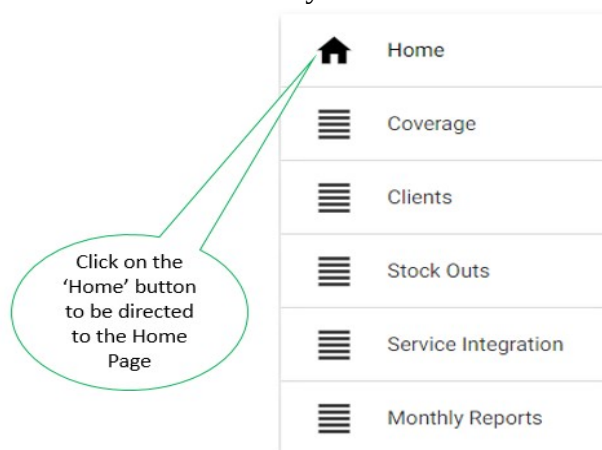 Home
Coverage
Clients
Stock Outs
Service Integration
Monthly Reports
Click on the
‘Home’ button
to be directed
to the Home
Page